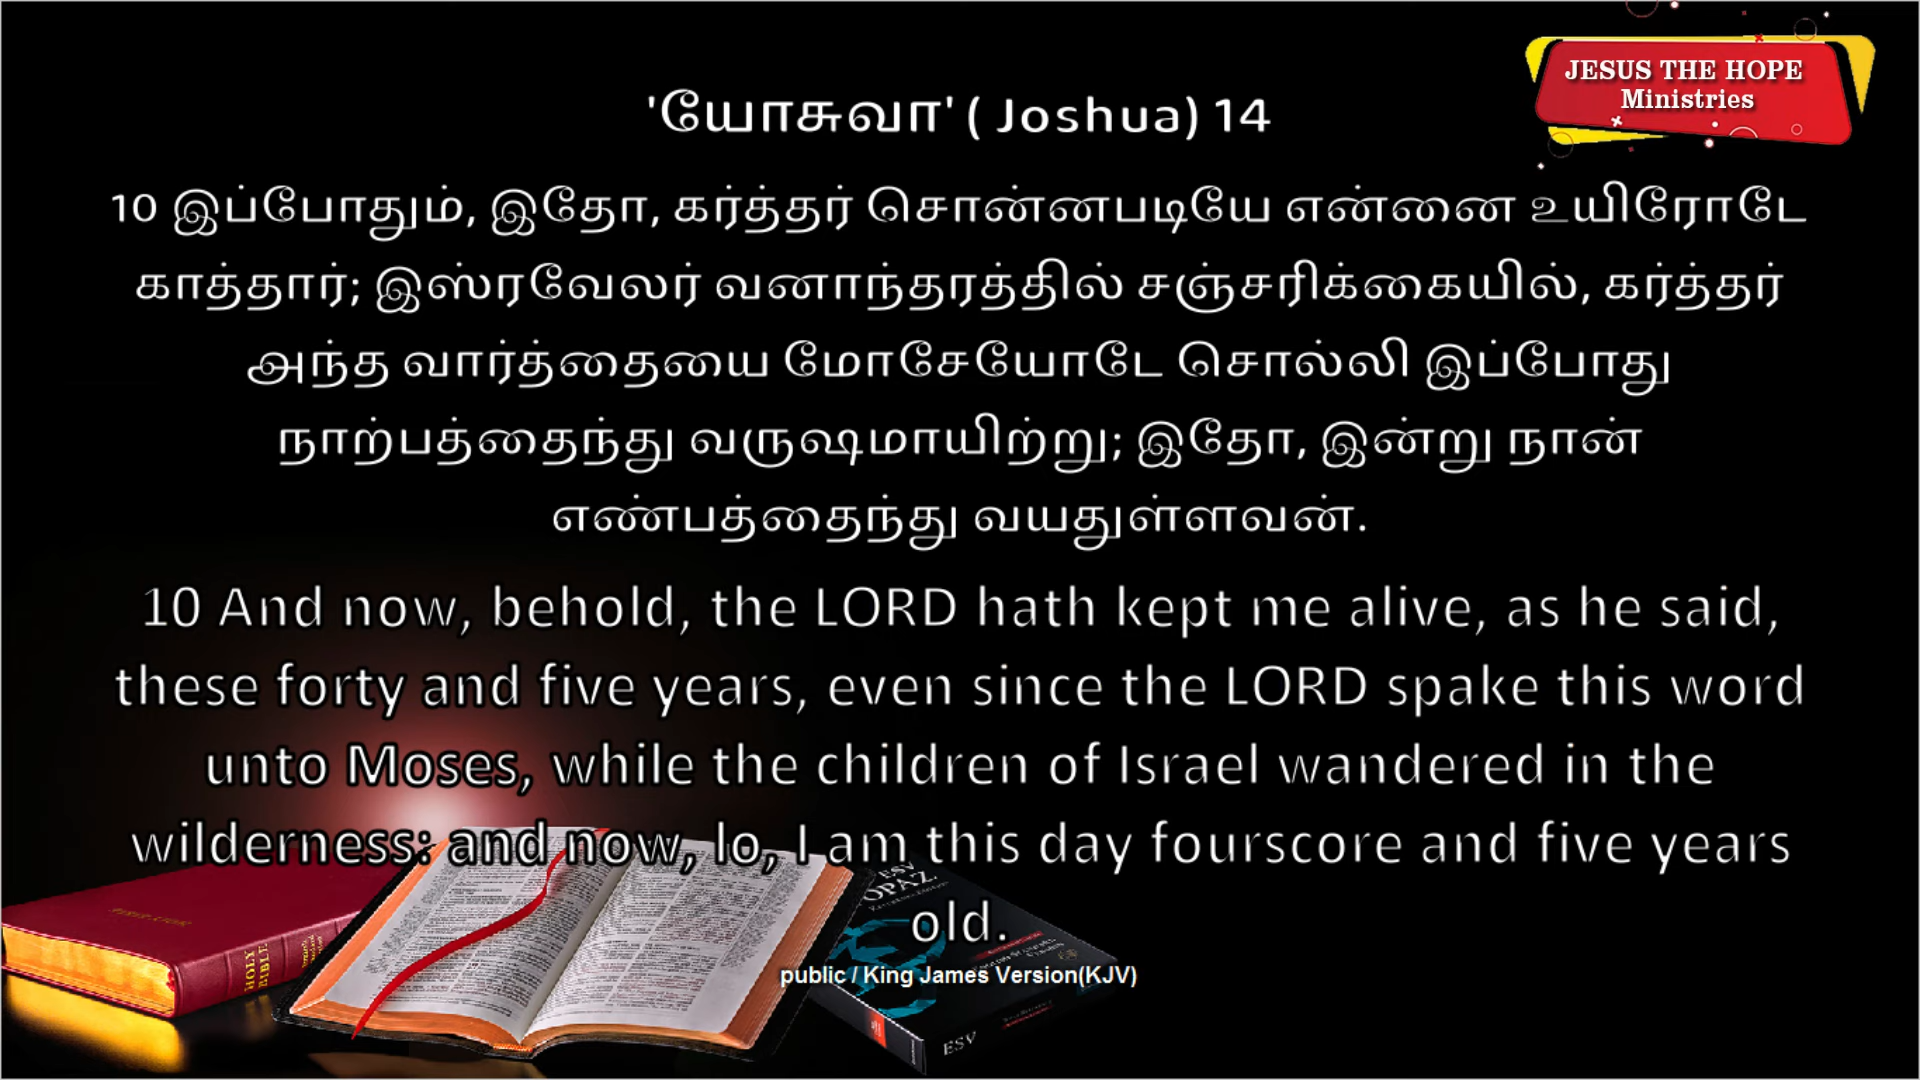 JESUS THE HOPE
Ministries
'யோசுவா' ( Joshua) 14
10 இப்போதும், இதோ, கர்த்தர் சொன்னபடியே என்னை உயிரோடே
காத்தார்; இஸ்ரவேலர் வனாந்தரத்தில் சஞ்சரிக்கையில், கர்த்தர்
அந்த வார்த்தையை மோசேயோடே சொல்லி இப்போது
நாற்பத்தைந்து வருஷமாயிற்று; இதோ, இன்று நான்
எண்பத்தைந்து வயதுள்ளவன்.
10 And now, behold, the LORD hath kept me alive, as he said,
these forty and five years, even since the LORD spake this word
unto Moses, while the children of Israel wandered in the
wilderness: and now, lo, I am this day fourscore and five years
old.
public / King James Version(KJV)
HOLY
BIBLE
ESV
OPAZ
ESV